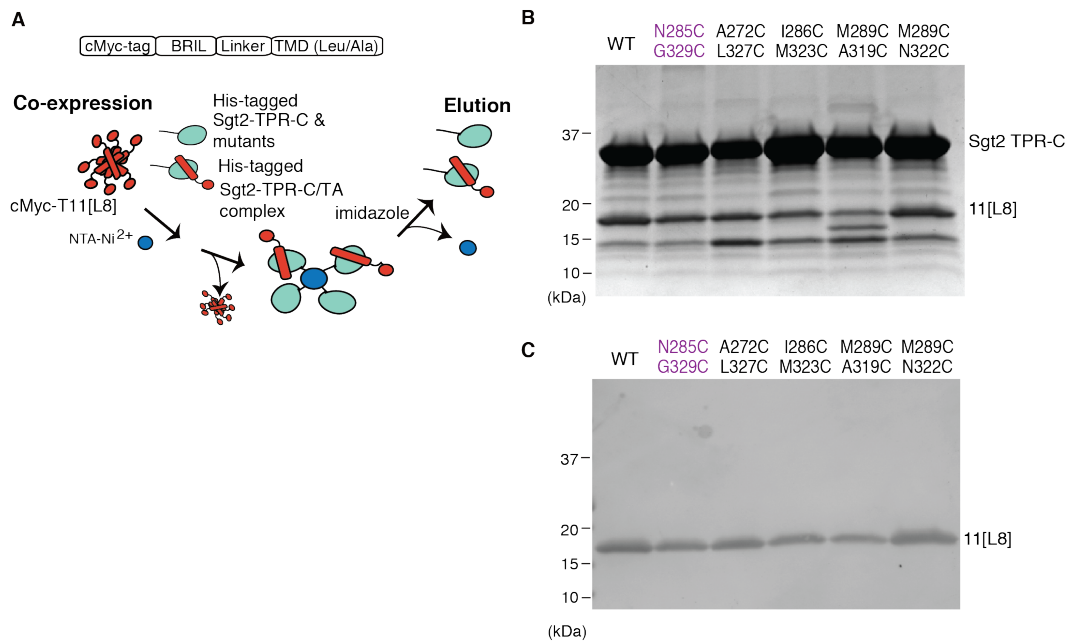 A
cMyc-tag BRIL Linker TMD (Leu/Ala)
Co-expression
His-tagged
Sgt2-TPR-C &
mutants
His-tagged
Sgt2-TPR-C/TA
complex
Elution
cMyc-T11[L8]
NTA-Ni2+
imidazole
B
WT N285C A272C I286C M289C M289C
G329C L327C M323C A319C N322C
37
20
15
10
(kDa)
Sgt2 TPR-C
11[L8]
C
WT N285C A272C I286C M289C M289C
G329C L327C M323C A319C N322C
37
20
15
10
(kDa)
11[L8]